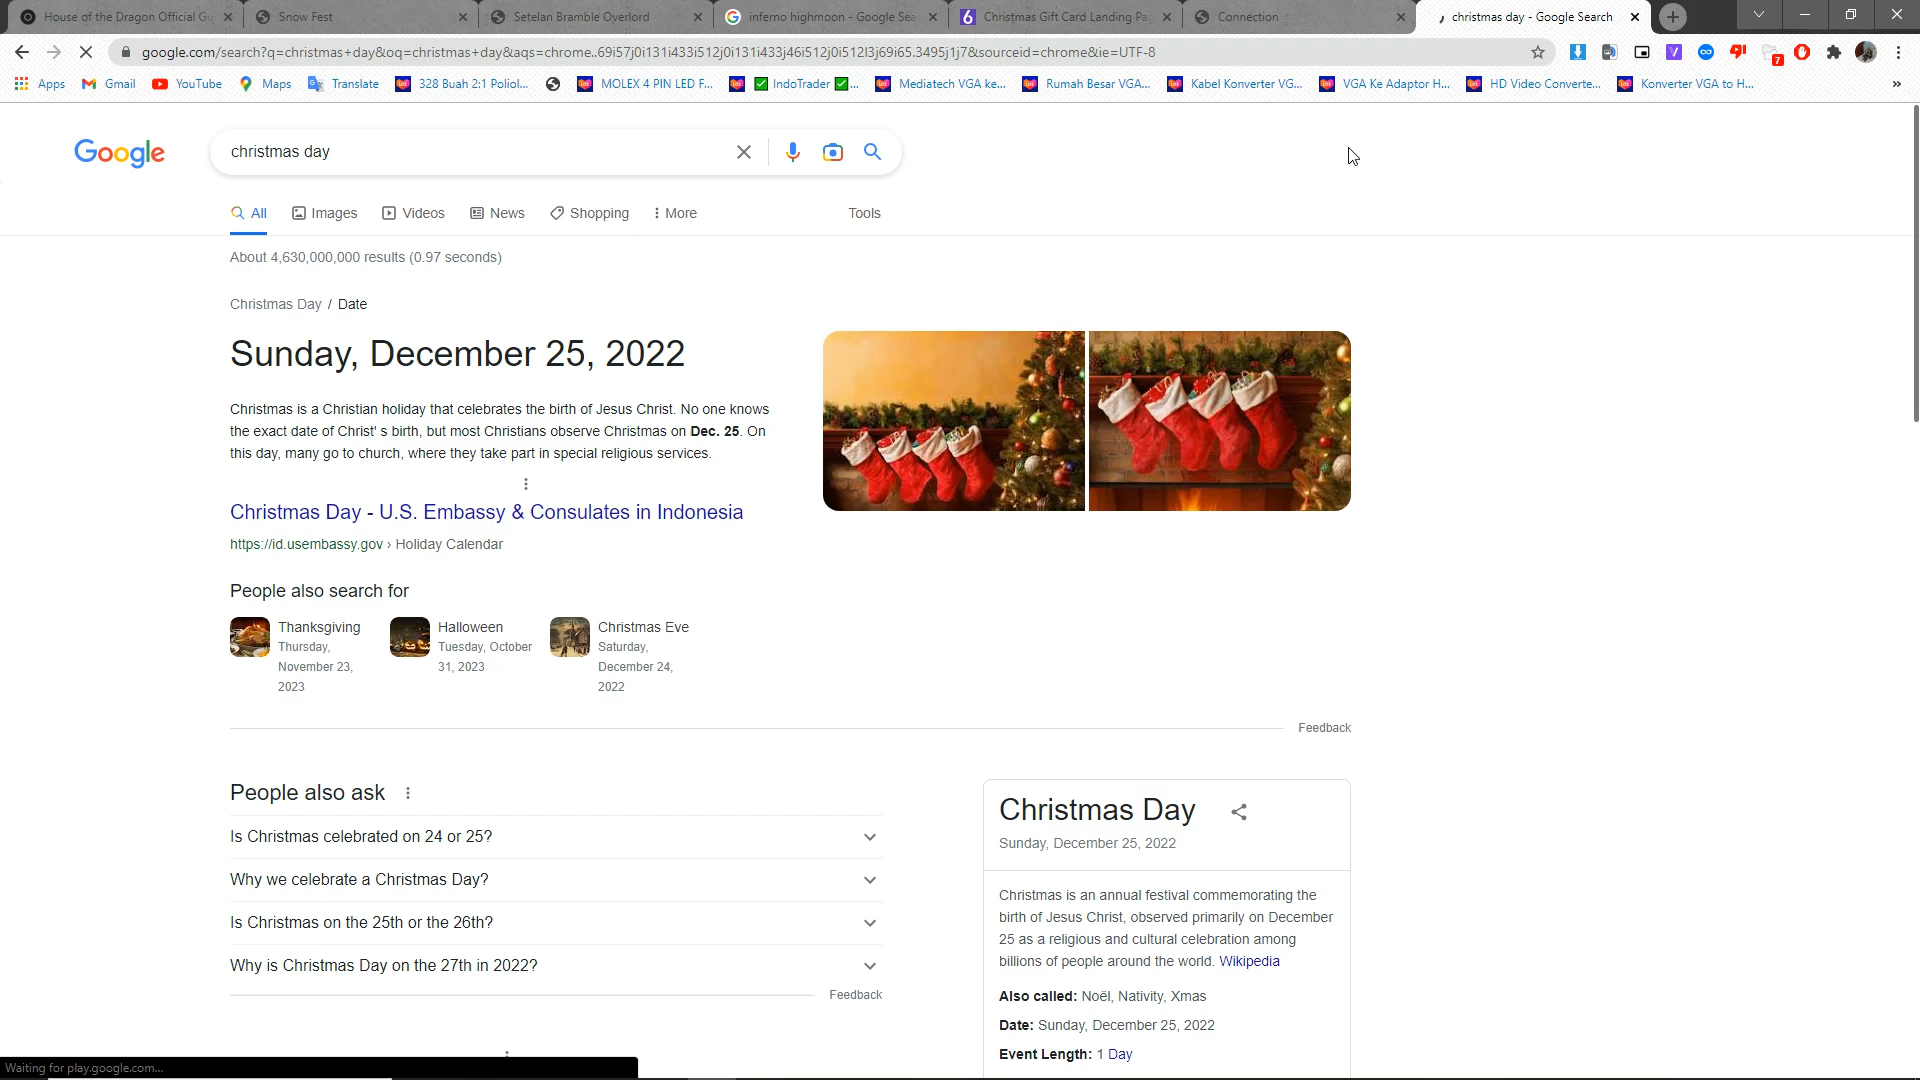 House of the Dragon Official Gu
Snow Fest
Setelan Bramble Overlord
inferno highmoon - Google Sea
Christmas Gift Card Landing Pag
Connection
christmas day - Google Search
google.com/search?q=christmas+day&oq=christmas+day&aqs=chrome..69i57j0i131i433i512j0i131i433j46i512j0i512l3j69i65.3495j1j7&sourceid=chrome&ie=UTF-8
7
Apps
Gmail
YouTube
Maps
Translate
328 Buah 2:1 Poliol...
MOLEX 4 PIN LED F...
IndoTrader
...
Mediatech VGA ke...
Rumah Besar VGA...
Kabel Konverter VG...
VGA Ke Adaptor H...
HD Video Converte...
Konverter VGA to H...
»
Google
christmas day
All
Images
Videos
News
Shopping
More
Tools
About 4,630,000,000 results (0.97 seconds)
Christmas Day / Date
Sunday, December 25, 2022
Christmas is a Christian holiday that celebrates the birth of Jesus Christ. No one knows
the exact date of Christ' s birth, but most Christians observe Christmas on Dec. 25. On
this day, many go to church, where they take part in special religious services.
Christmas Day - U.S. Embassy & Consulates in Indonesia
https://id.usembassy.gov › Holiday Calendar
People also search for
Thanksgiving
Thursday,
November 23,
2023
Halloween
Tuesday, October
31, 2023
Christmas Eve
Saturday,
December 24,
2022
Feedback
People also ask
Is Christmas celebrated on 24 or 25?
Why we celebrate a Christmas Day?
Is Christmas on the 25th or the 26th?
Why is Christmas Day on the 27th in 2022?
Feedback
Christmas Day
Sunday, December 25, 2022
Christmas is an annual festival commemorating the
birth of Jesus Christ, observed primarily on December
25 as a religious and cultural celebration among
billions of people around the world. Wikipedia
Also called: Noël, Nativity, Xmas
Date: Sunday, December 25, 2022
Event Length: 1 Day
Waiting for play.google.com...